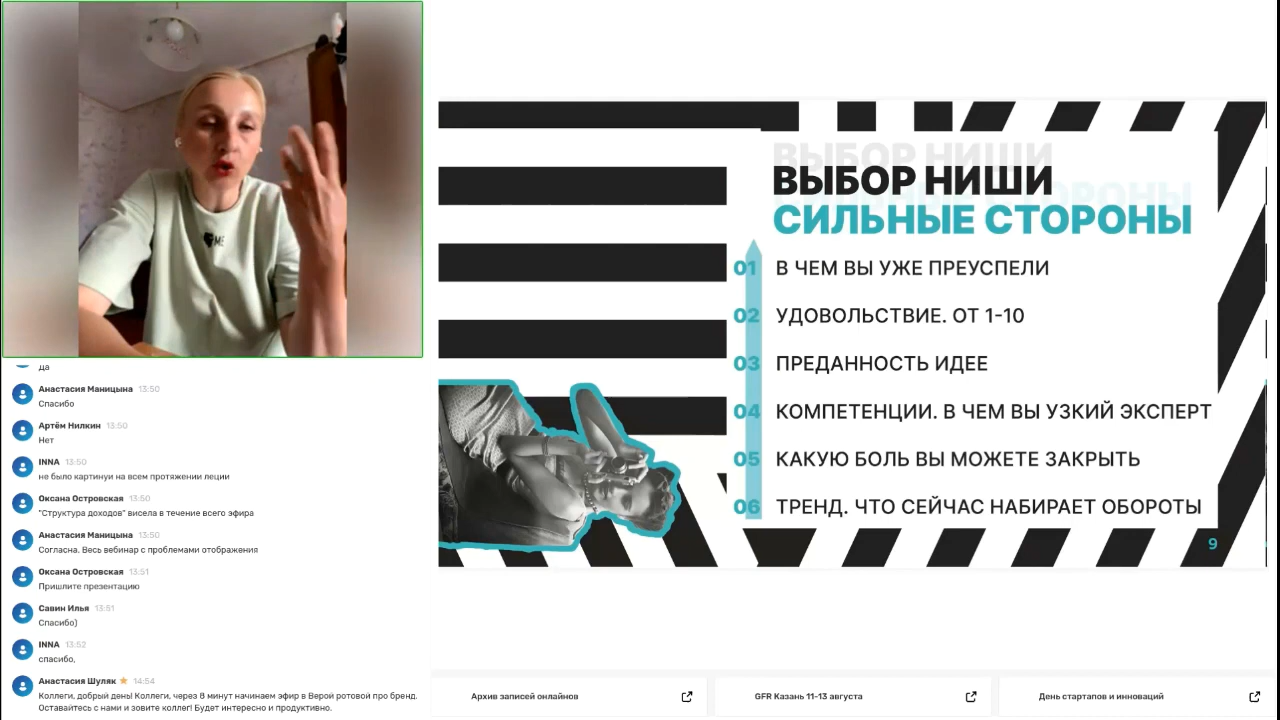 ME
Да
Анастасия Маницына 13:50
Спасибо
Артём Нилкин 13:50
Нет
INNA 13:50
не было картинуи на всем протяжении леции
Оксана Островская 13:50
"Структура доходов" висела в течение всего эфира
Анастасия Маницына 13:50
Согласна. Весь вебинар с проблемами отображения
Оксана Островская 13:51
Пришлите презентацию
Савин Илья 13:51
Спасибо)
INNA 13:52
спасибо,
Анастасия Шуляк 14:54
Коллеги, добрый день! Коллеги, через 8 минут начинаем эфир в Верой ротовой про бренд.
Оставайтесь с нами и зовите коллег! Будет интересно и продуктивно.
ВЫБОР НИШИ
СИЛЬНЫЕ СТОРОНЫ
01 В ЧЕМ ВЫ УЖЕ ПРЕУСПЕЛИ
02 УДОВОЛЬСТВИЕ. ОТ 1-10
03 ПРЕДАННОСТЬ ИДЕЕ
04 КОМПЕТЕНЦИИ. В ЧЕМ ВЫ УЗКИЙ ЭКСПЕРТ
05 КАКУЮ БОЛЬ ВЫ МОЖЕТЕ ЗАКРЫТЬ
06 ТРЕНД. ЧТО СЕЙЧАС НАБИРАЕТ ОБОРОТЫ
9
Архив записей онлайнов
GFR Казань 11-13 августа
День стартапов и инноваций